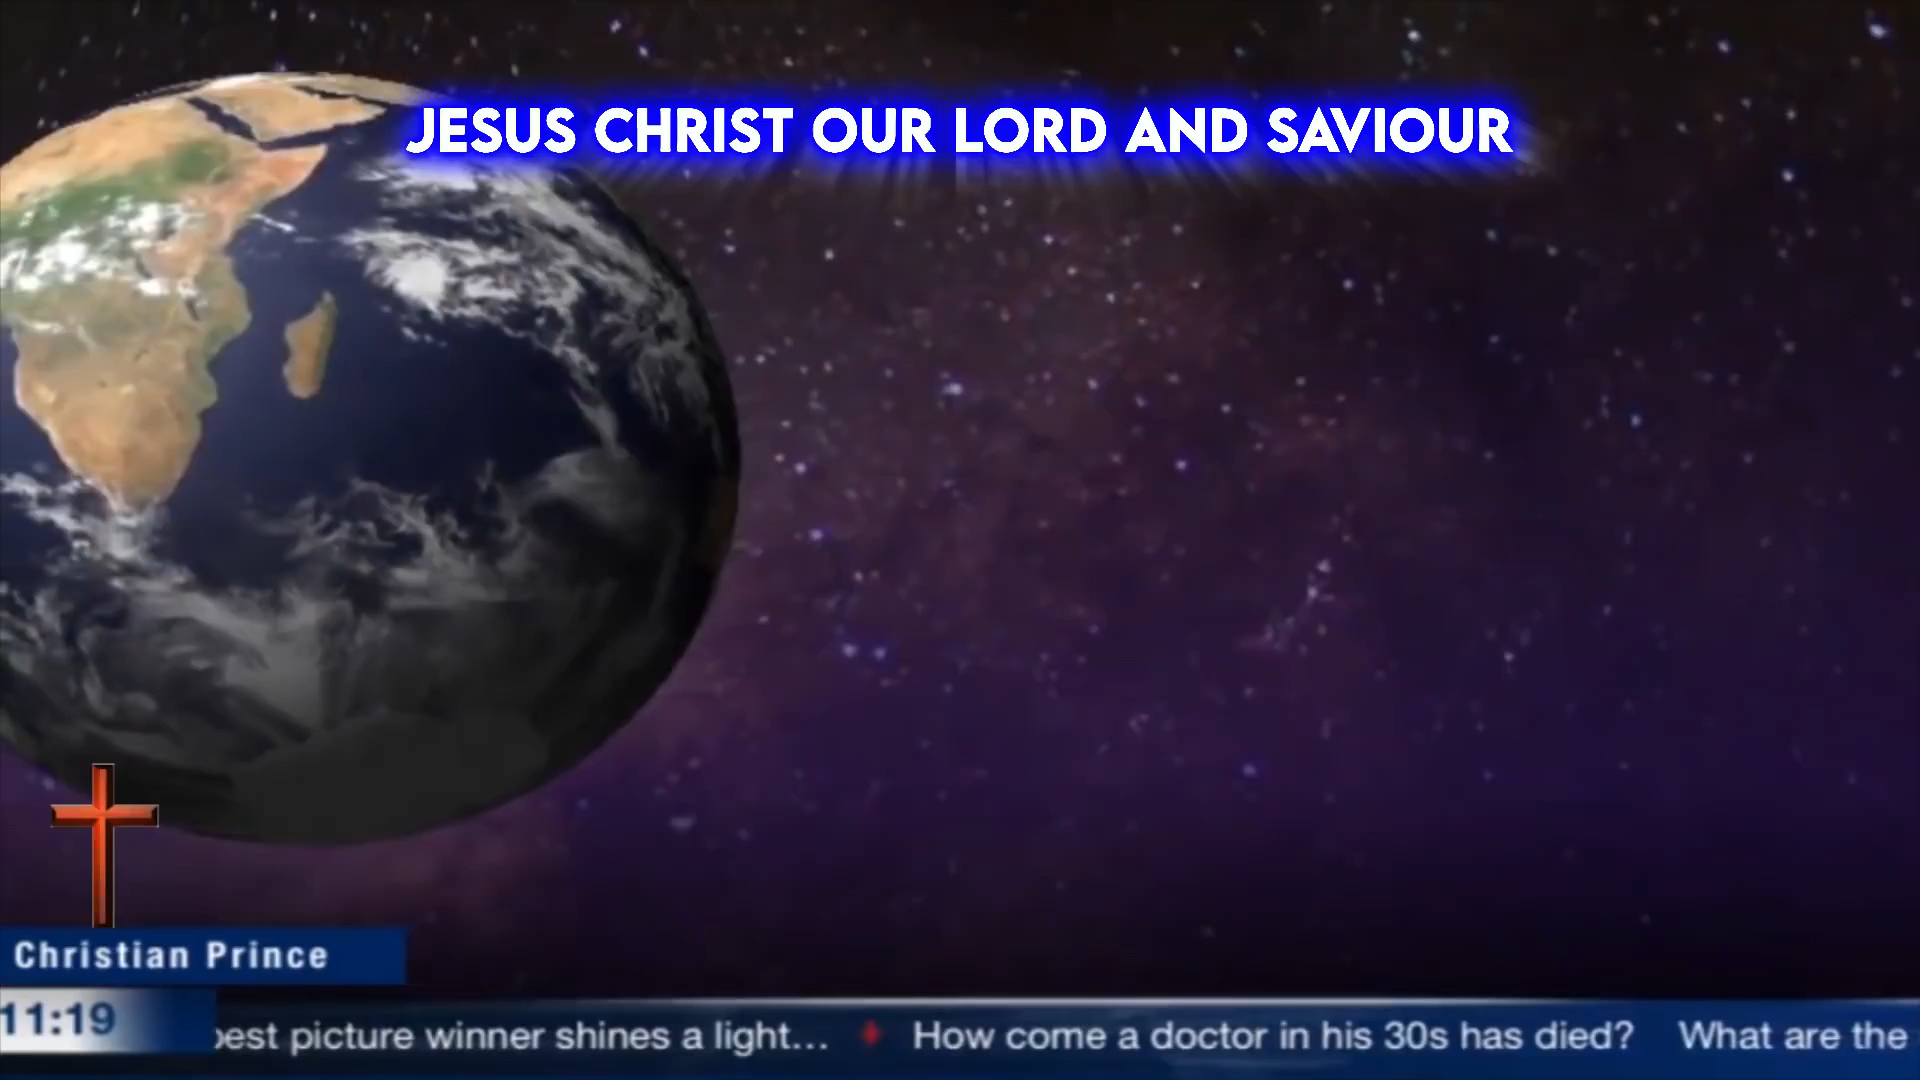 JESUS CHRIST OUR LORD AND SAVIOUR
Christian Prince
11:19
best picture winner shines a light... How come a doctor in his 30s has died? What are the